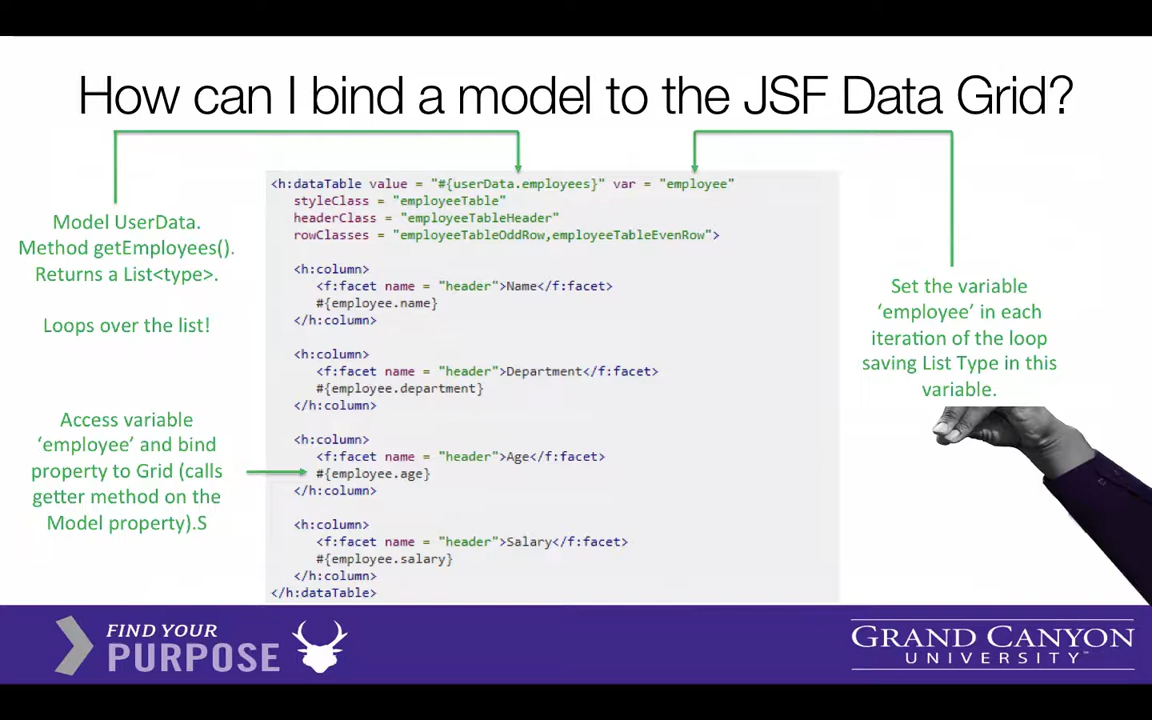 How can I bind a model to the JSF Data Grid?
Model UserData.
Method getEmployees().
Returns a List<type>.
Loops over the list!
Access variable
‘employee’ and bind
property to Grid (calls
getter method on the
Model property).S
<h:dataTable value = "#{userData.employees}" var = "employee"
styleClass = "employeeTable"
headerClass = "employeeTableHeader"
rowClasses = "employeeTableOddRow,employeeTableEvenRow">
<h:column>
<f:facet name = "header">Name</f:facet>
#{employee.name}
</h:column>
<h:column>
<f:facet name = "header">Department</f:facet>
#{employee.department}
</h:column>
<h:column>
<f:facet name = "header">Age</f:facet>
#{employee.age}
</h:column>
<h:column>
<f:facet name = "header">Salary</f:facet>
#{employee.salary}
</h:column>
</h:dataTable>
Set the variable
‘employee’ in each
iteration of the loop
saving List Type in this
variable.
FIND YOUR
PURPOSE
GRAND CANYON
UNIVERSITY™